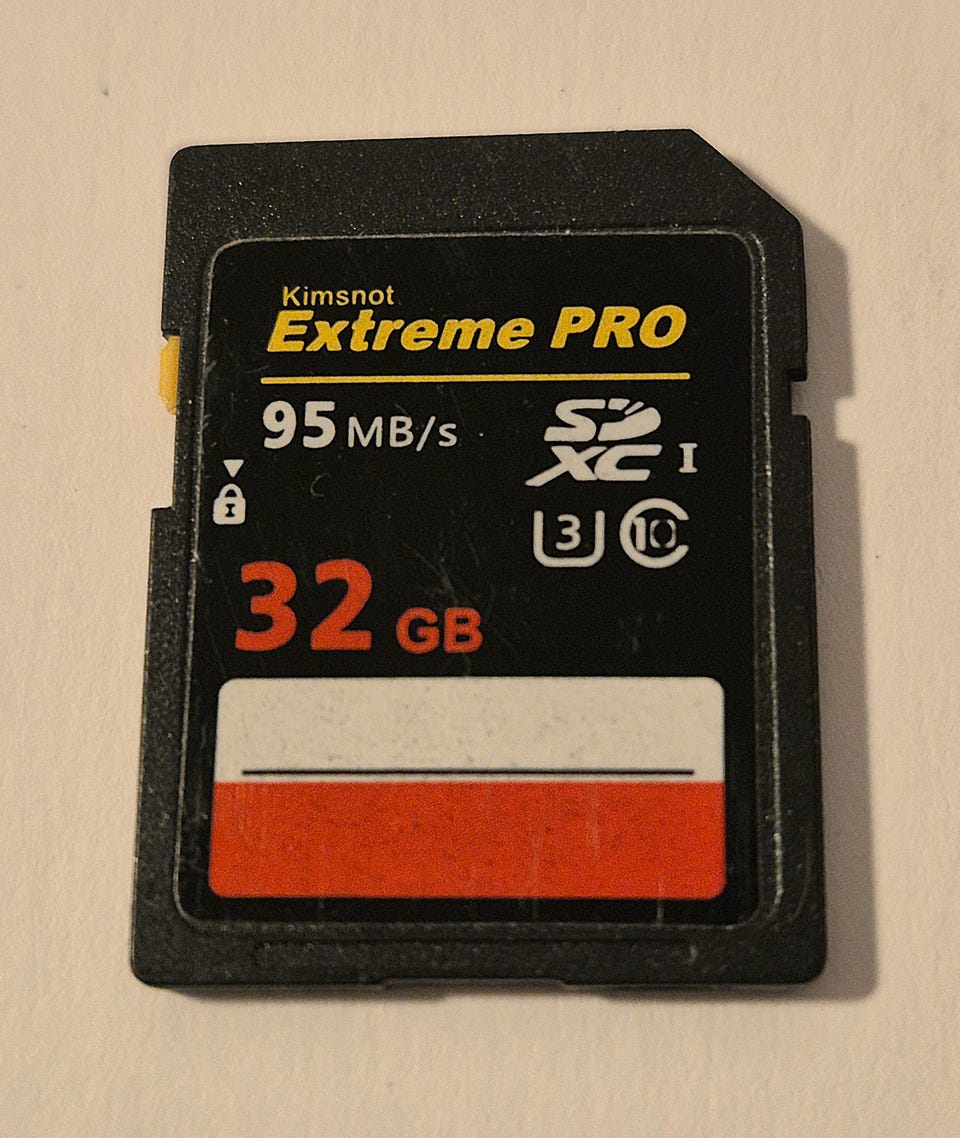 Kimsnot
Extreme PRO
95 MB/s
SD
XC I
3 10
32 GB